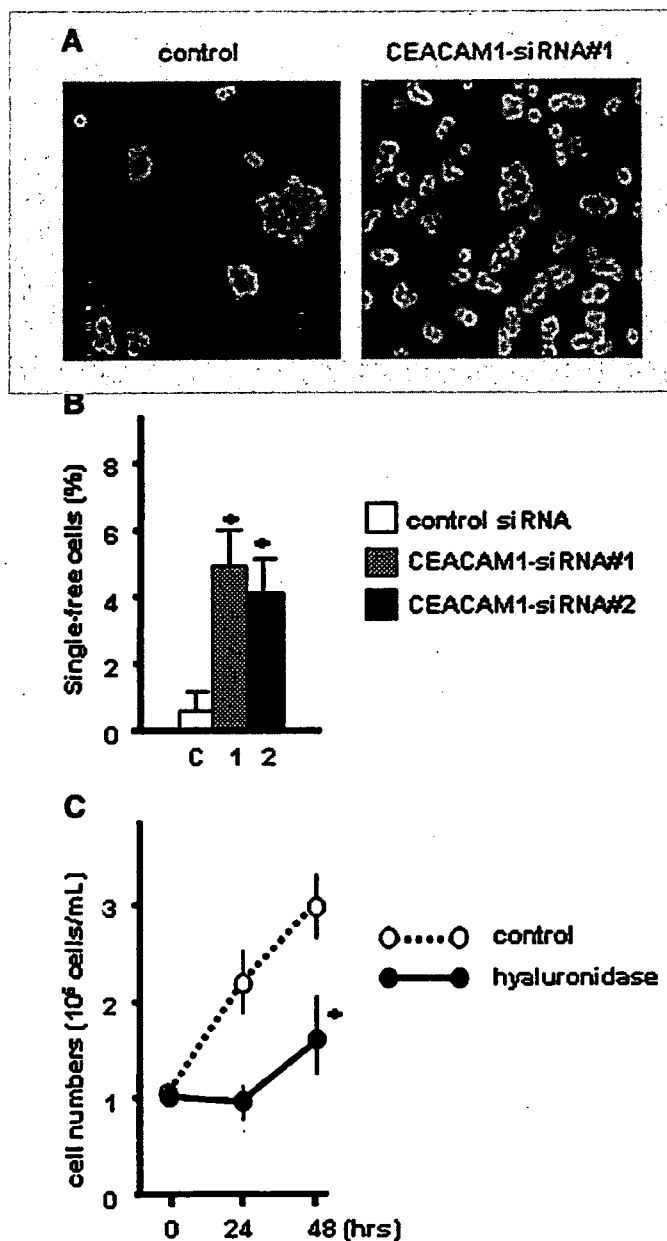 A
control
CEACAM1-siRNA#1
B
Single-free cells (%)
8
6
4
2
0
*
*
C 1 2
control siRNA
CEACAM1-siRNA#1
CEACAM1-siRNA#2
C
cell numbers (10⁵ cells/mL)
3
2
1
*
0 24 48 (hrs)
control
hyaluronidase